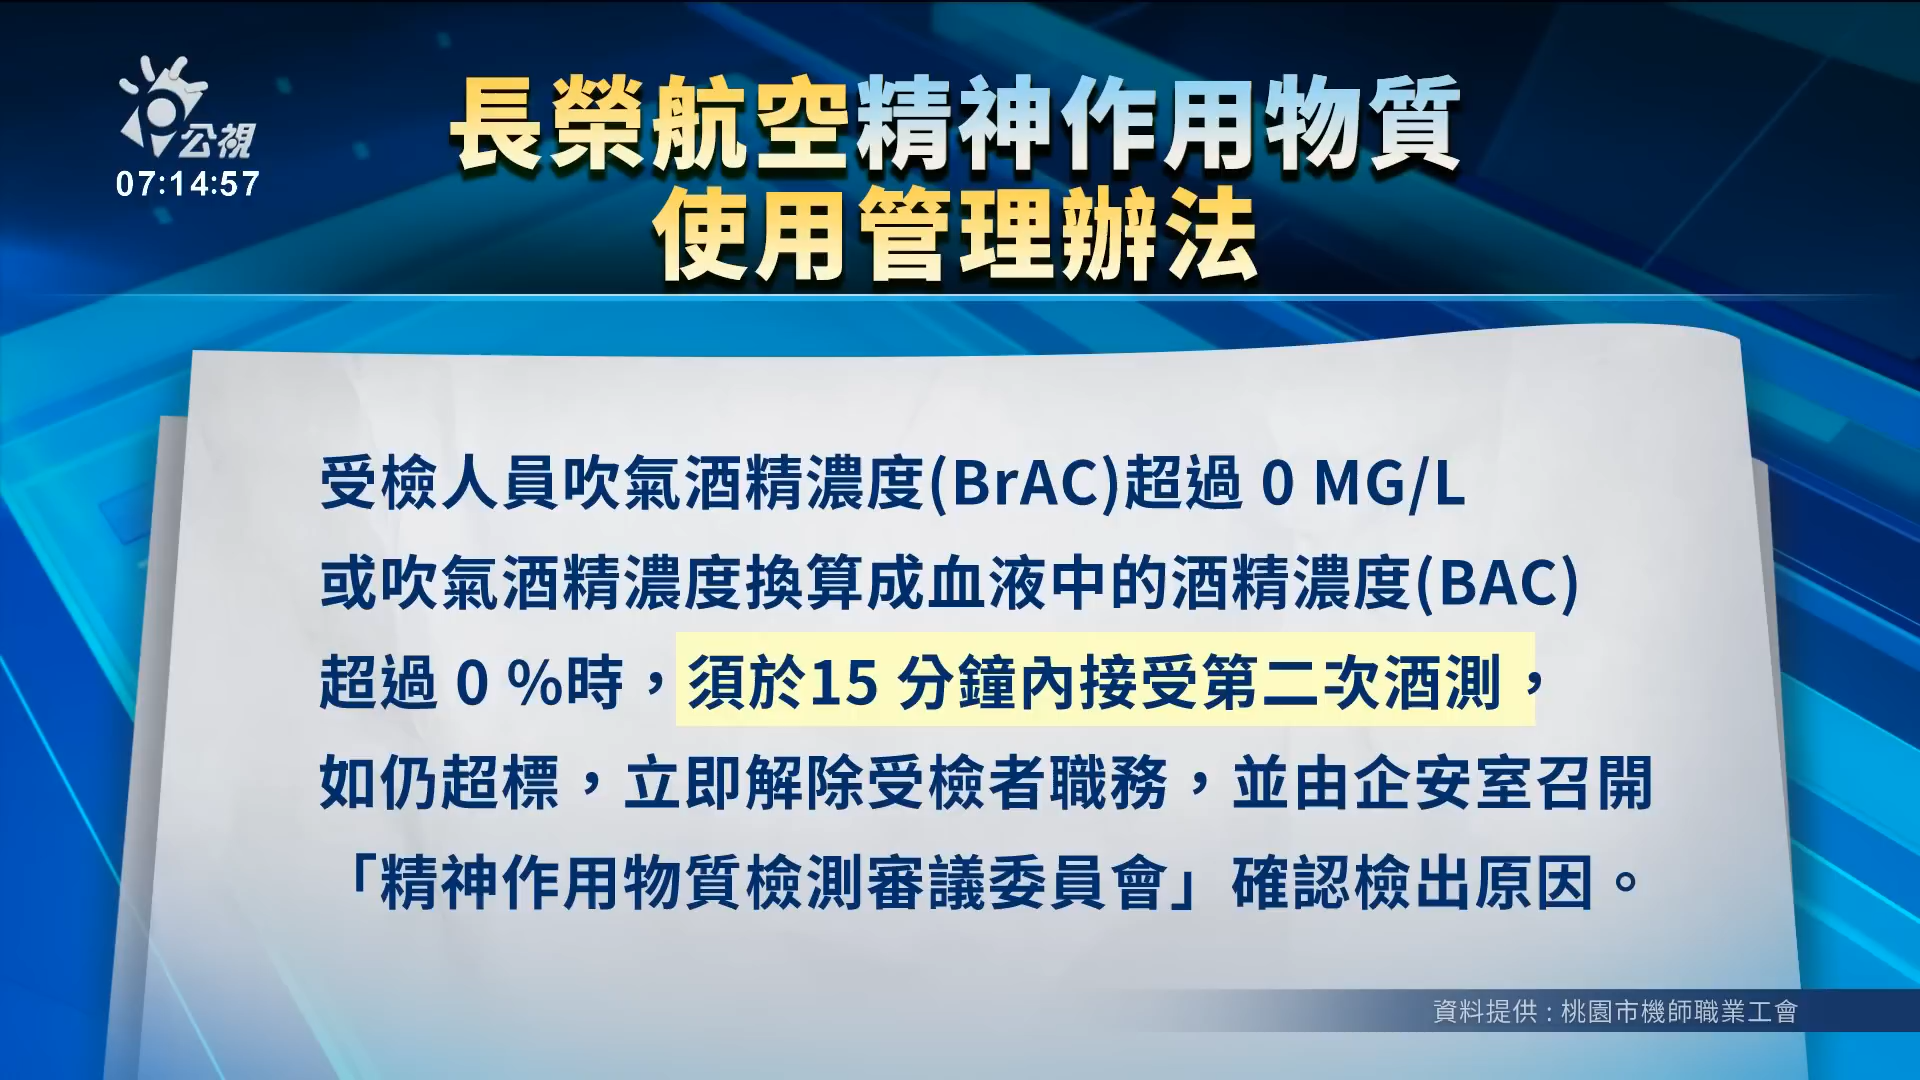 公視
07:14:57
長榮航空精神作用物質
使用管理辦法
受檢人員吹氣酒精濃度(BrAC)超過 0 MG/L
或吹氣酒精濃度換算成血液中的酒精濃度(BAC)
超過 0 %時，須於15 分鐘內接受第二次酒測，
如仍超標，立即解除受檢者職務，並由企安室召開
「精神作用物質檢測審議委員會」確認檢出原因。
資料提供：桃園市機師職業工會